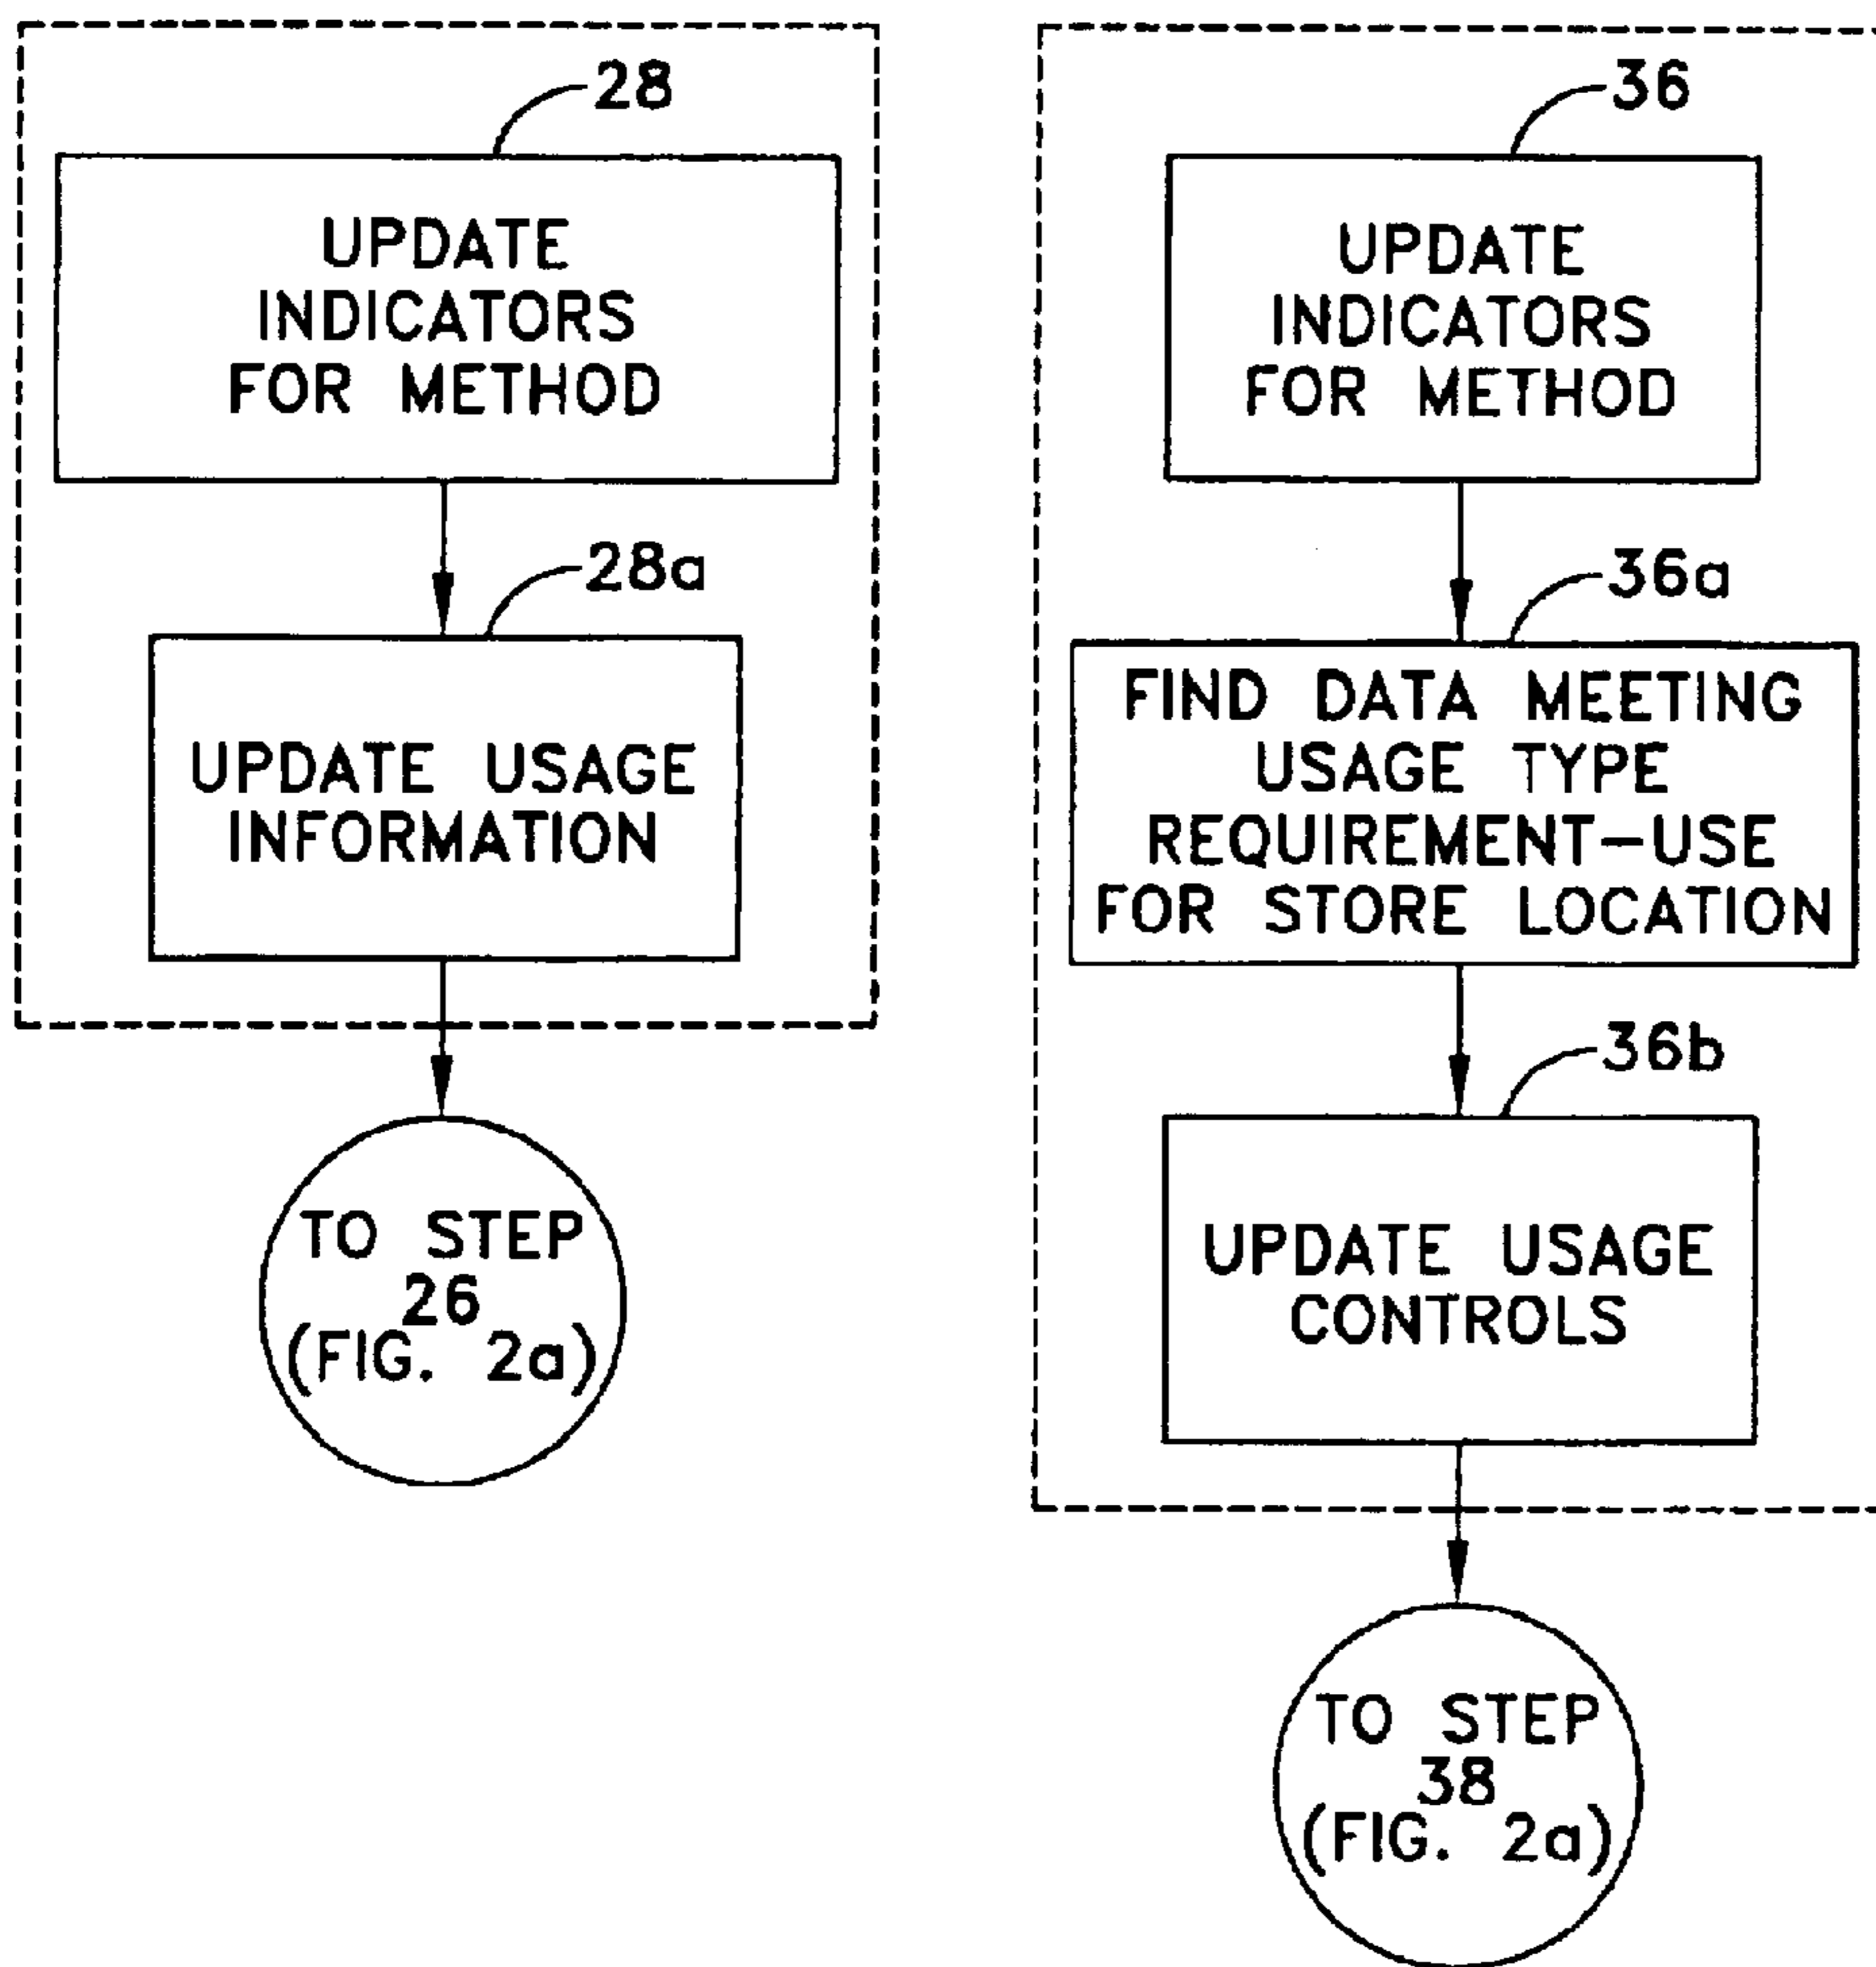 28
UPDATE
INDICATORS
FOR METHOD
28a
UPDATE USAGE
INFORMATION
TO STEP
26
(FIG. 2a)
36
UPDATE
INDICATORS
FOR METHOD
36a
FIND DATA MEETING
USAGE TYPE
REQUIREMENT-USE
FOR STORE LOCATION
36b
UPDATE USAGE
CONTROLS
TO STEP
38
(FIG. 2a)